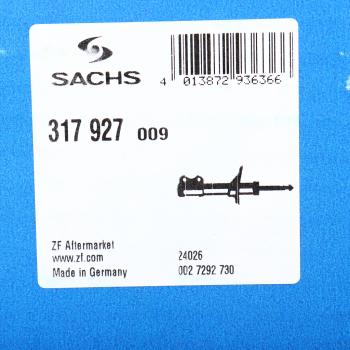 SACHS
4 013872 936366
317 927 009
ZF Aftermarket
www.zf.com
Made in Germany
24026
002 7292 730